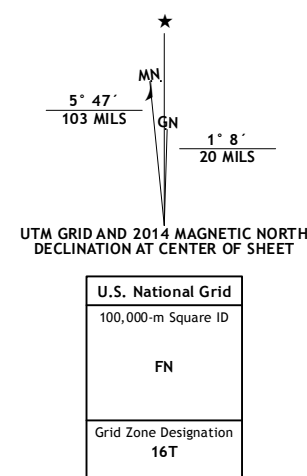 MN.
5° 47´
103 MILS
GN
1° 8´
20 MILS
UTM GRID AND 2014 MAGNETIC NORTH
DECLINATION AT CENTER OF SHEET
U.S. National Grid
100,000-m Square ID
FN
Grid Zone Designation
16T